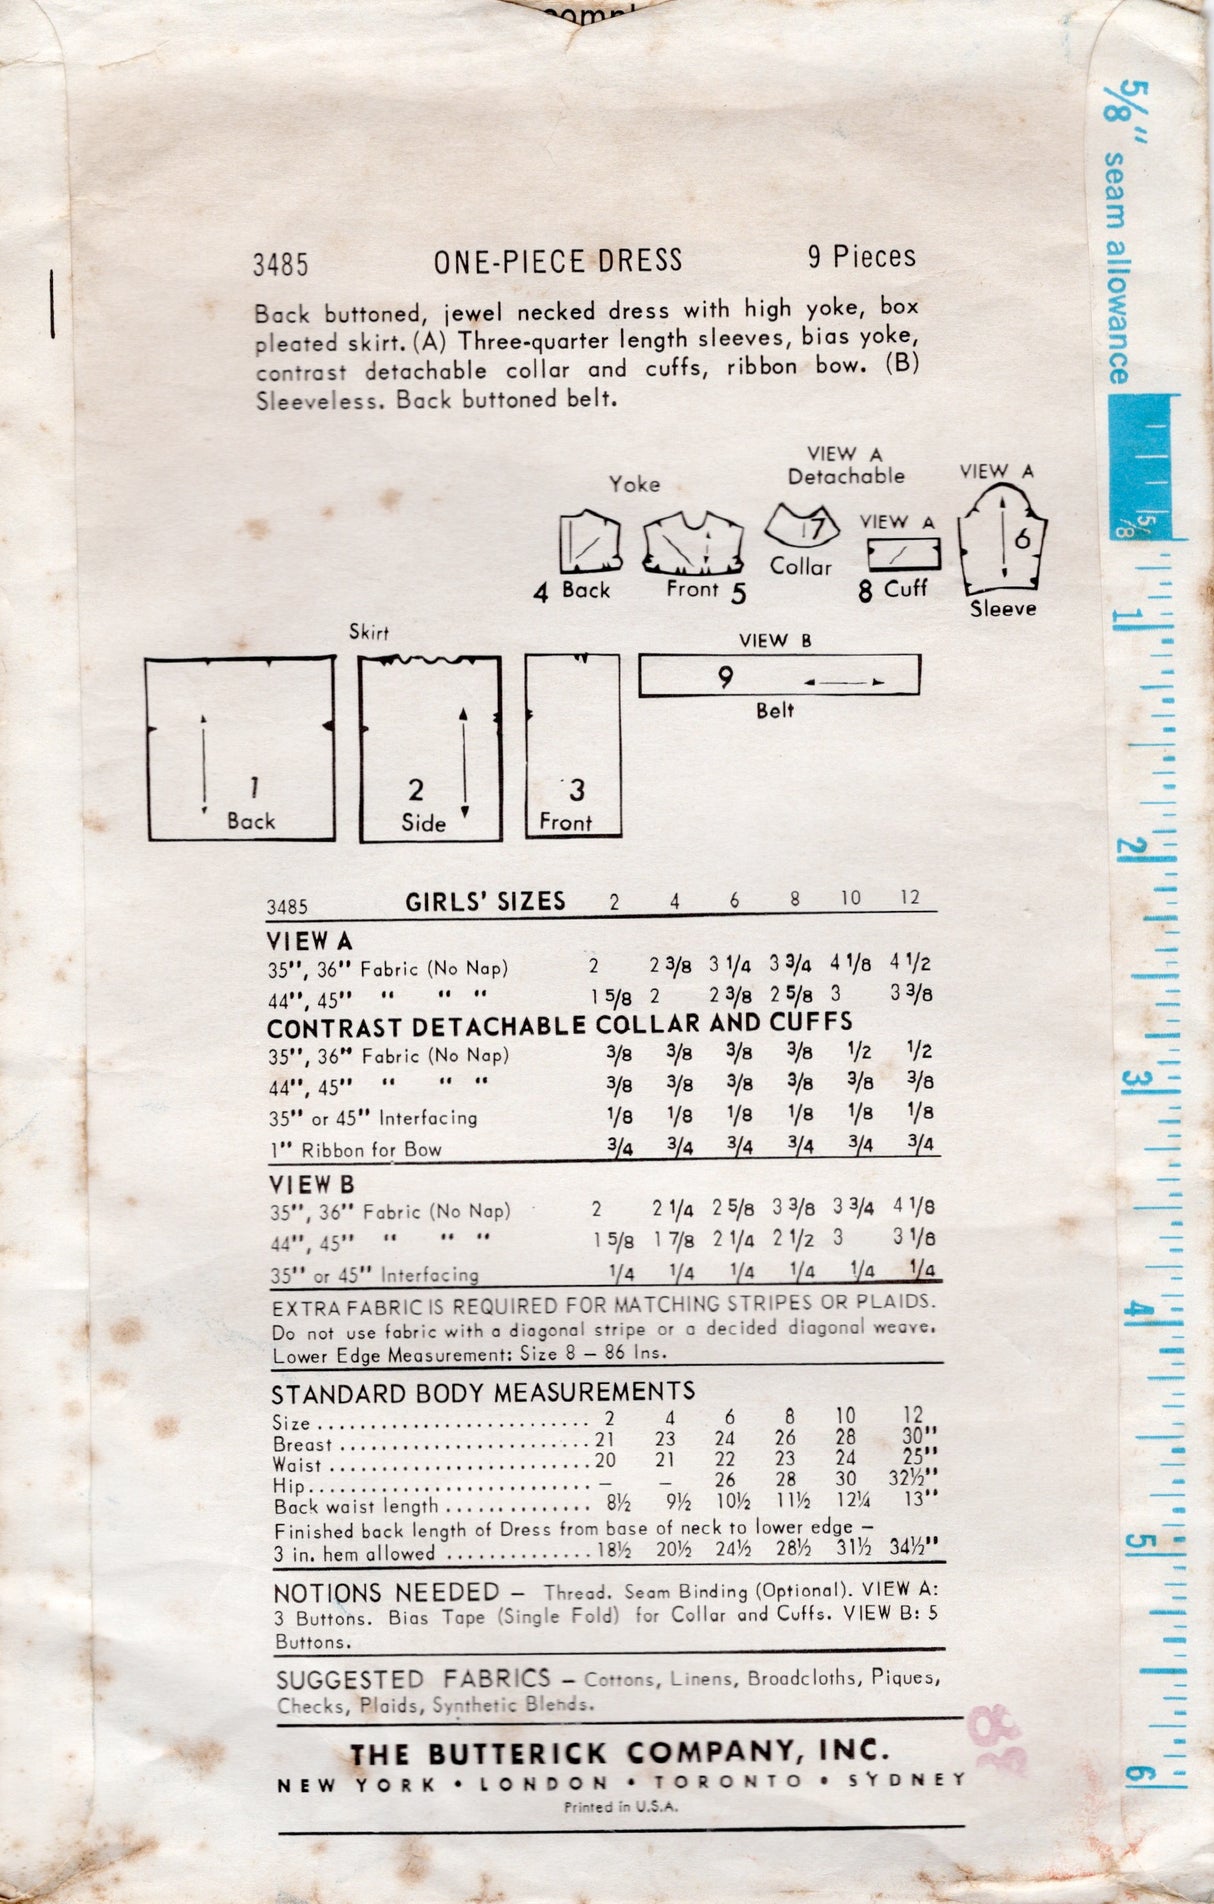 5/8" seam allowance
3485 ONE-PIECE DRESS 9 Pieces
Back buttoned, jewel necked dress with high yoke, box
pleated skirt. (A) Three-quarter length sleeves, bias yoke,
contrast detachable collar and cuffs, ribbon bow. (B)
Sleeveless. Back buttoned belt.
VIEW A
Detachable
Yoke
VIEW A
VIEW A
7
6
5/8
4 Back
Front 5
Collar
8 Cuff
Sleeve
1
Skirt
VIEW B
9
Belt
1
Back
2
Side
3
Front
2
3485 GIRLS' SIZES 2 4 6 8 10 12
VIEW A
35", 36" Fabric (No Nap) 2 2 3/8 3 1/4 3 3/4 4 1/8 4 1/2
44", 45" " " " 1 5/8 2 2 3/8 2 5/8 3 3 3/8
CONTRAST DETACHABLE COLLAR AND CUFFS
35", 36" Fabric (No Nap) 3/8 3/8 3/8 3/8 1/2 1/2
44", 45" " " " 3/8 3/8 3/8 3/8 3/8 3/8
35" or 45" Interfacing 1/8 1/8 1/8 1/8 1/8 1/8
1" Ribbon for Bow 3/4 3/4 3/4 3/4 3/4 3/4
3
VIEW B
35", 36" Fabric (No Nap) 2 2 1/4 2 5/8 3 3/8 3 3/4 4 1/8
44", 45" " " " 1 5/8 1 7/8 2 1/4 2 1/2 3 3 1/8
35" or 45" Interfacing 1/4 1/4 1/4 1/4 1/4 1/4
EXTRA FABRIC IS REQUIRED FOR MATCHING STRIPES OR PLAIDS.
Do not use fabric with a diagonal stripe or a decided diagonal weave.
Lower Edge Measurement: Size 8 – 86 Ins.
4
STANDARD BODY MEASUREMENTS
Size .......................... 2 4 6 8 10 12
Breast ........................ 21 23 24 26 28 30"
Waist ......................... 20 21 22 23 24 25"
Hip........................... – – 26 28 30 32½"
Back waist length .............. 8½ 9½ 10½ 11½ 12¼ 13"
Finished back length of Dress from base of neck to lower edge –
3 in. hem allowed .............. 18½ 20½ 24½ 28½ 31½ 34½"
5
NOTIONS NEEDED – Thread. Seam Binding (Optional). VIEW A:
3 Buttons. Bias Tape (Single Fold) for Collar and Cuffs. VIEW B: 5
Buttons.
SUGGESTED FABRICS – Cottons, Linens, Broadcloths, Piques,
Checks, Plaids, Synthetic Blends.
38
THE BUTTERICK COMPANY, INC.
NEW YORK • LONDON • TORONTO • SYDNEY
Printed in U.S.A.
6